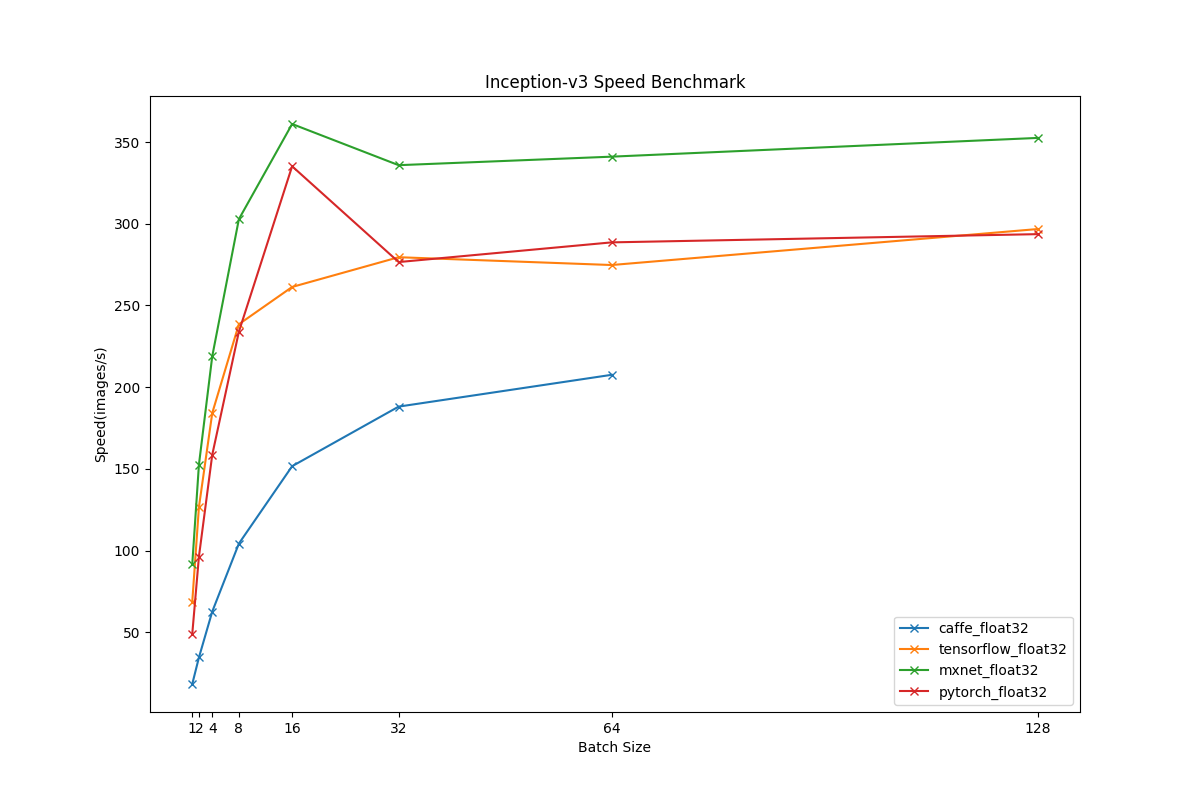 Inception-v3 Speed Benchmark
350
300
250
200
150
100
50
Speed(images/s)
1 2 4 8 16 32 64 128
Batch Size
caffe_float32
tensorflow_float32
mxnet_float32
pytorch_float32